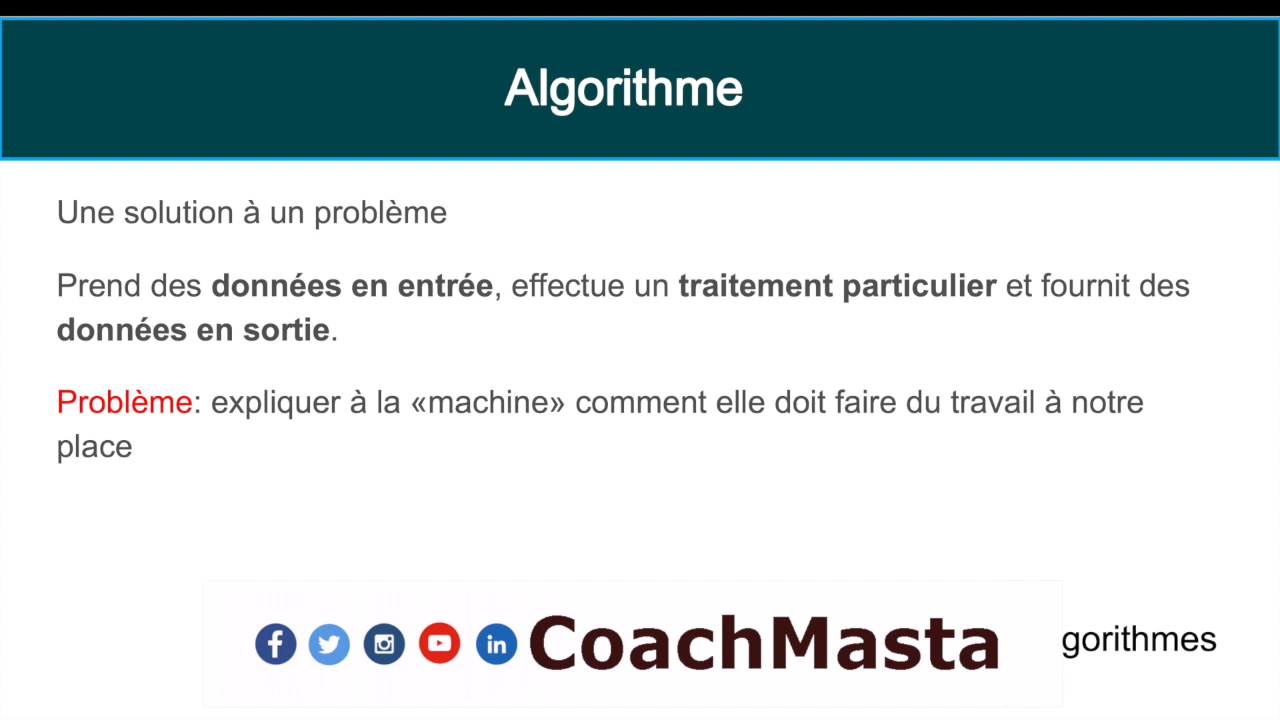 Algorithme
Une solution à un problème
Prend des données en entrée, effectue un traitement particulier et fournit des
données en sortie.
Problème: expliquer à la «machine» comment elle doit faire du travail à notre
place
CoachMasta
gorithmes